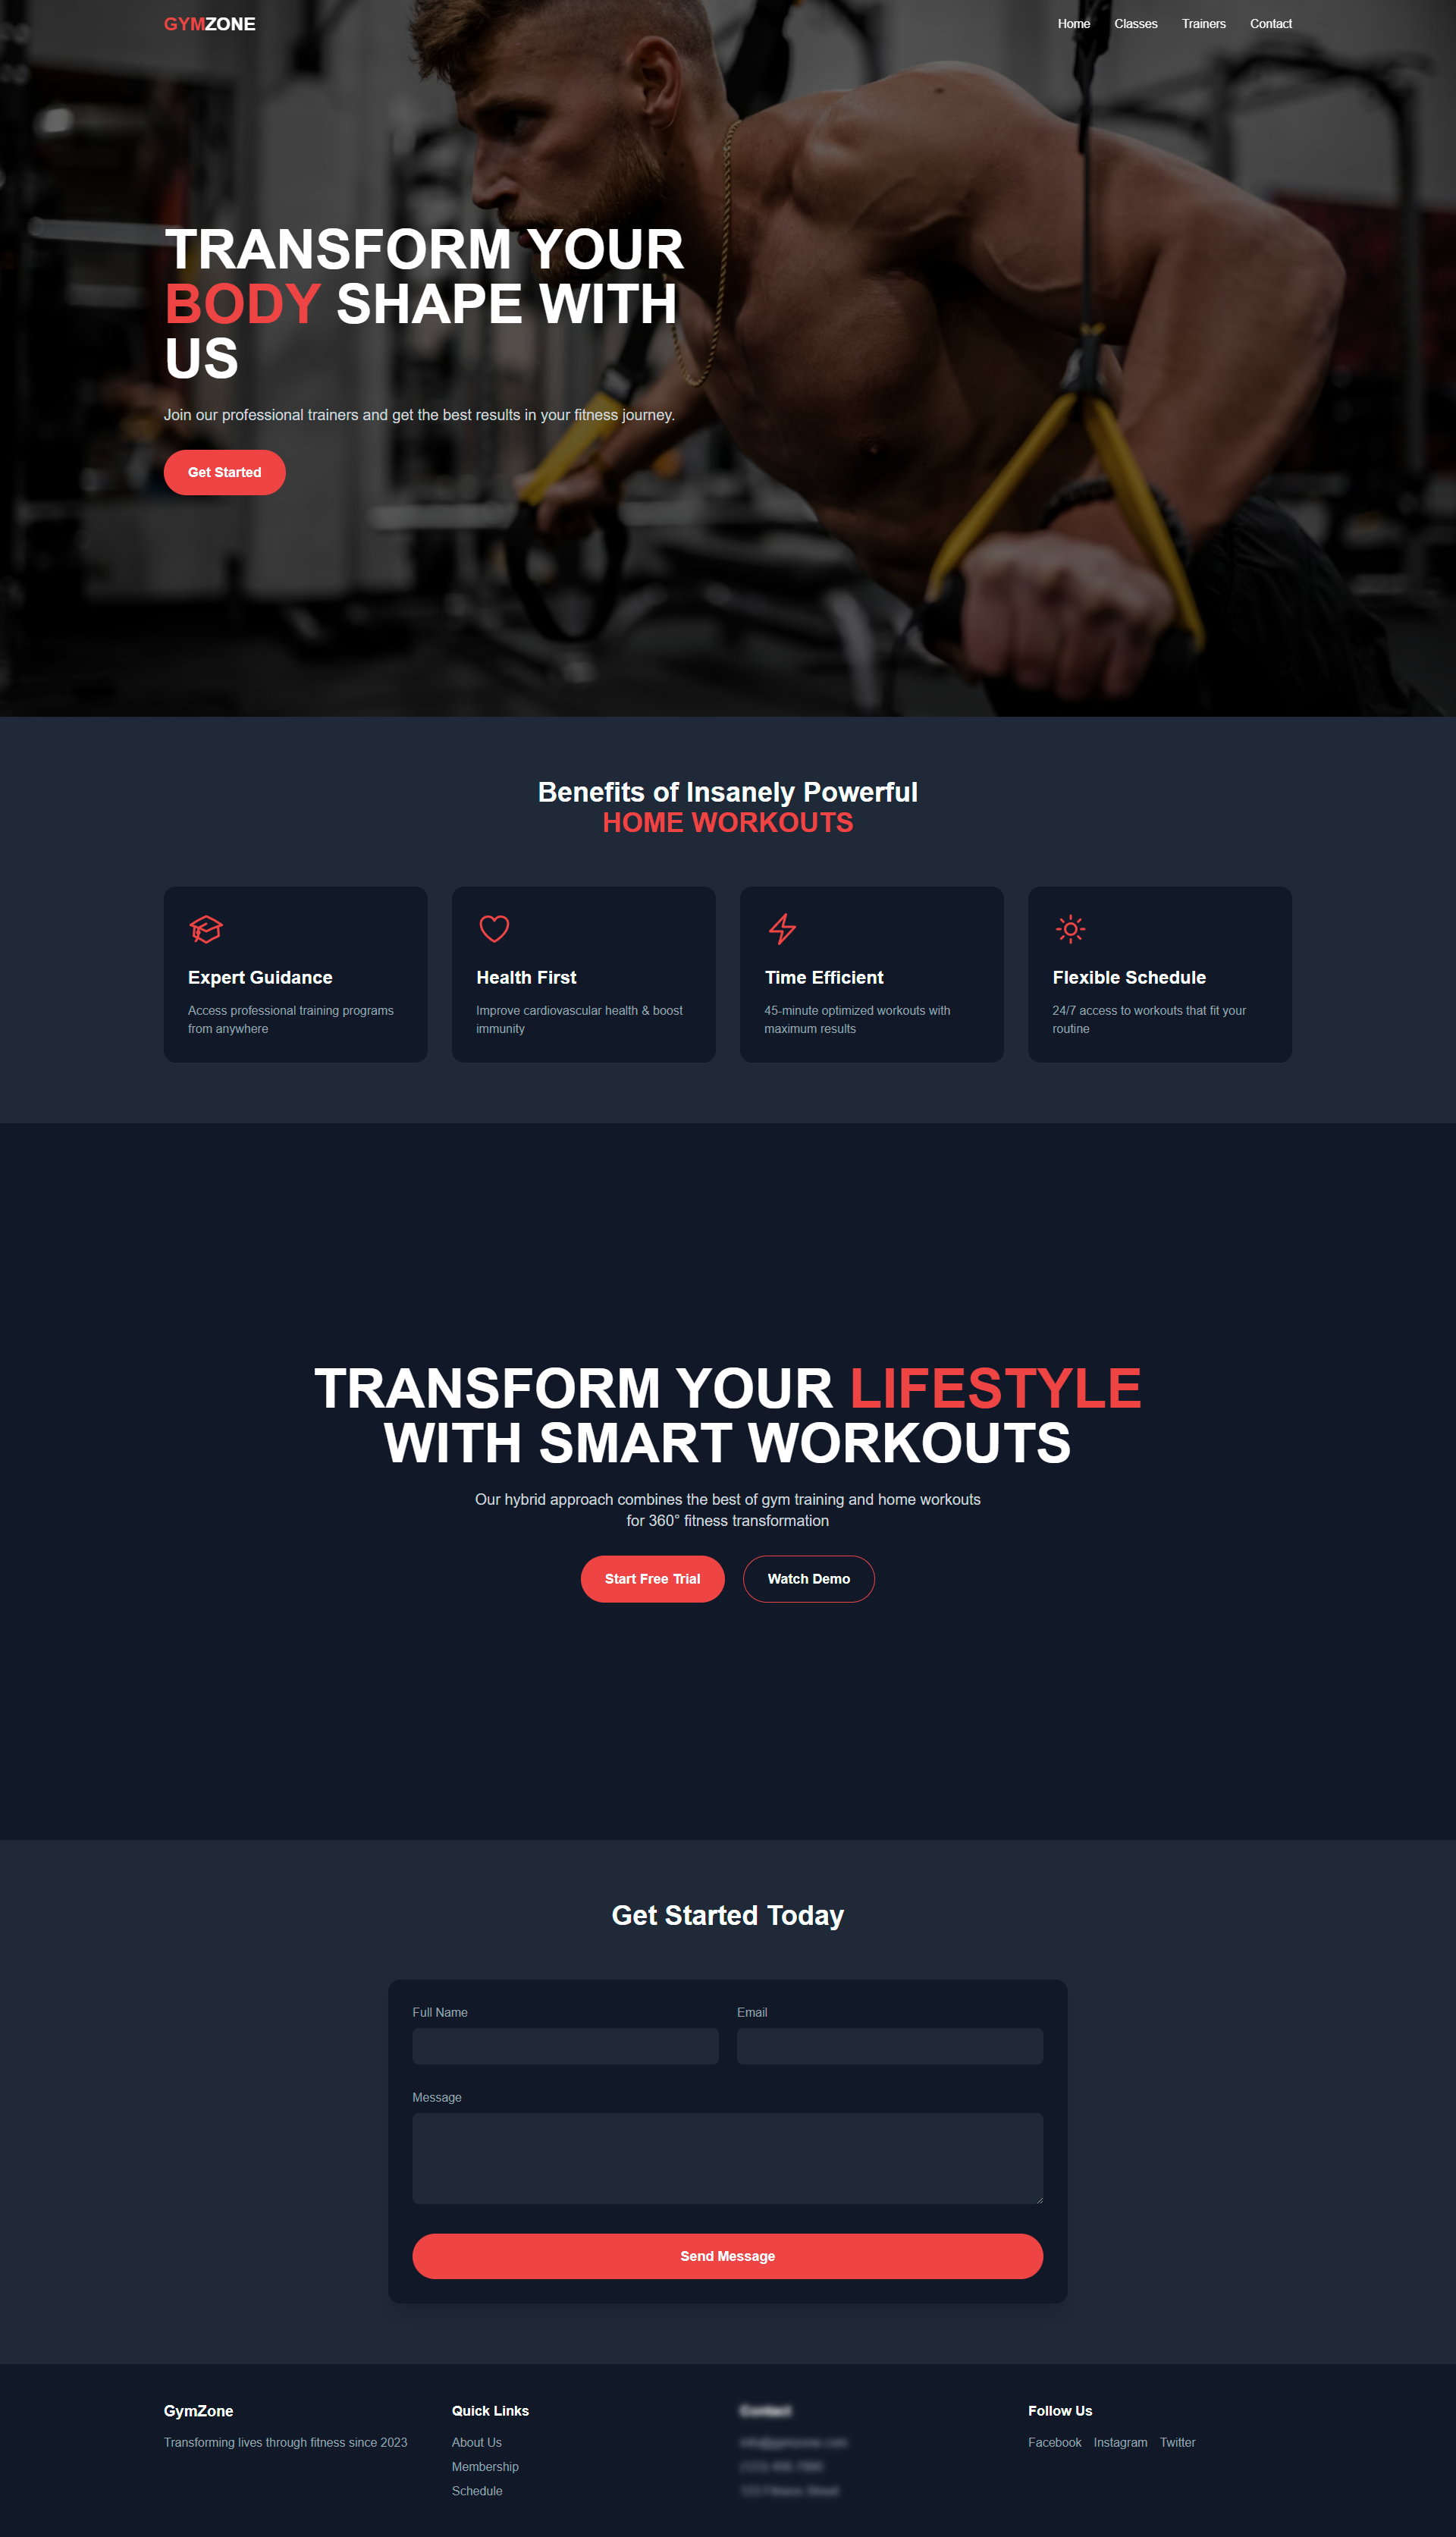 GYMZONE
Home Classes Trainers Contact
TRANSFORM YOUR
BODY SHAPE WITH
US
Join our professional trainers and get the best results in your fitness journey.
Get Started
Benefits of Insanely Powerful
HOME WORKOUTS
Expert Guidance
Access professional training programs
from anywhere
Health First
Improve cardiovascular health & boost
immunity
Time Efficient
45-minute optimized workouts with
maximum results
Flexible Schedule
24/7 access to workouts that fit your
routine
TRANSFORM YOUR LIFESTYLE
WITH SMART WORKOUTS
Our hybrid approach combines the best of gym training and home workouts
for 360° fitness transformation
Start Free Trial
Watch Demo
Get Started Today
Full Name
Email
Message
Send Message
GymZone
Transforming lives through fitness since 2023
Quick Links
About Us
Membership
Schedule
Contact
Follow Us
Facebook Instagram Twitter